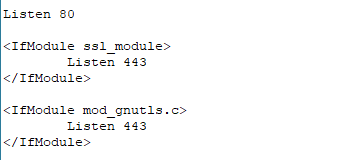 Listen 80
<IfModule ssl_module>
Listen 443
</IfModule>
<IfModule mod_gnutls.c>
Listen 443
</IfModule>